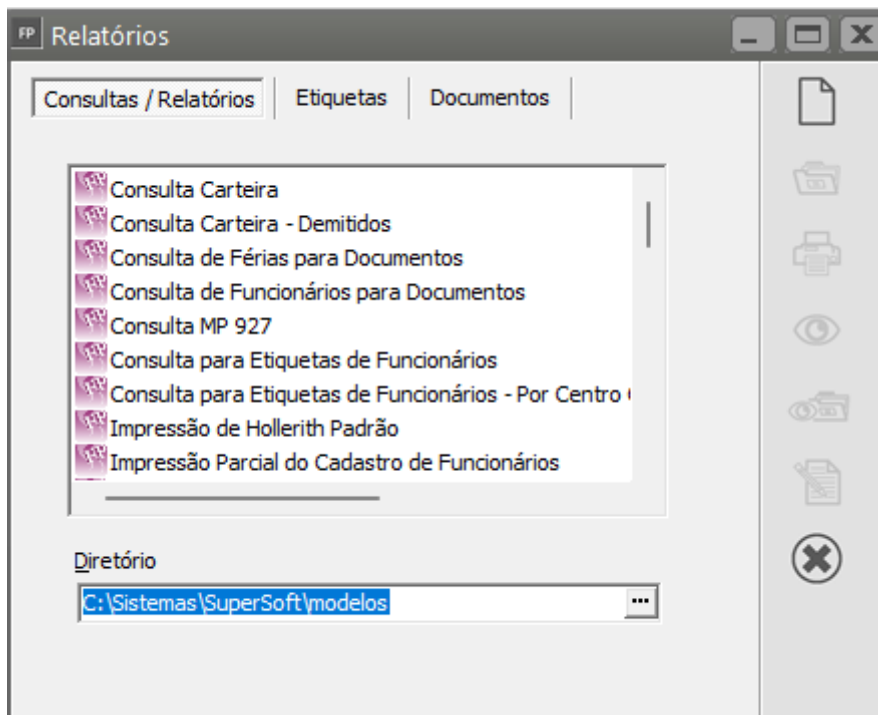 FP Relatórios
Consultas / Relatórios Etiquetas Documentos
Consulta Carteira
Consulta Carteira - Demitidos
Consulta de Férias para Documentos
Consulta de Funcionários para Documentos
Consulta MP 927
Consulta para Etiquetas de Funcionários
Consulta para Etiquetas de Funcionários - Por Centro
Impressão de Hollerith Padrão
Impressão Parcial do Cadastro de Funcionários
Diretório
C:\Sistemas\SuperSoft\modelos
...